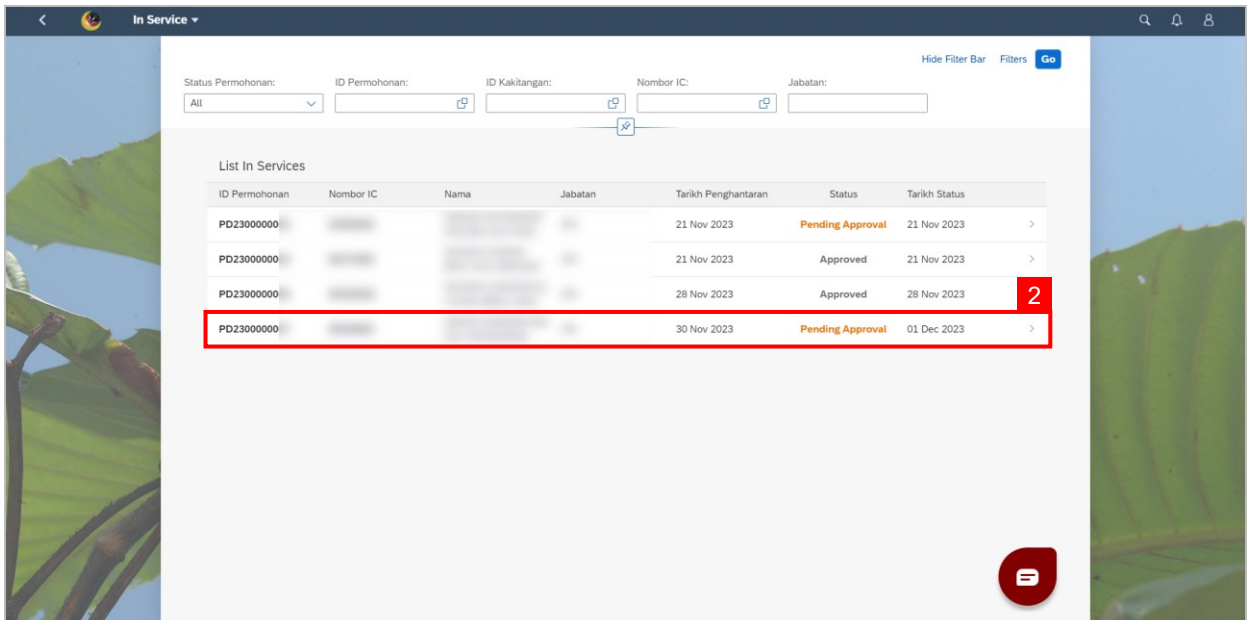 In Service
Hide Filter Bar Filters Go
Status Permohonan: ID Permohonan: ID Kakitangan: Nombor IC: Jabatan:
All
List In Services
ID Permohonan Nombor IC Nama Jabatan Tarikh Penghantaran Status Tarikh Status
PD23000000 21 Nov 2023 Pending Approval 21 Nov 2023
PD23000000 21 Nov 2023 Approved 21 Nov 2023
PD23000000 28 Nov 2023 Approved 28 Nov 2023
2
PD23000000 30 Nov 2023 Pending Approval 01 Dec 2023